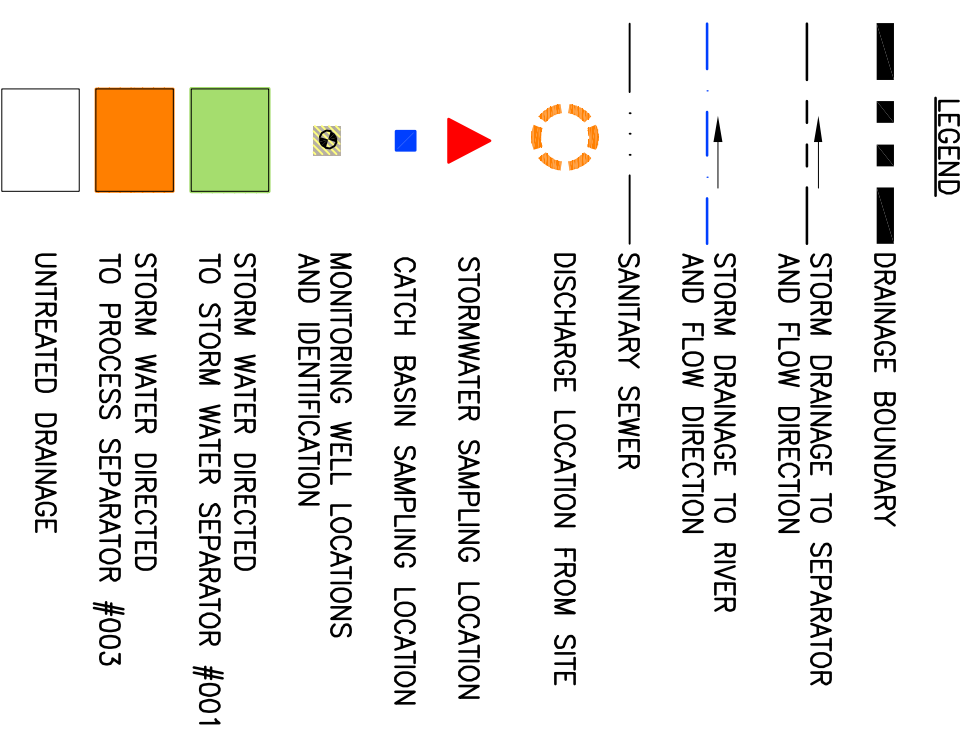 LEGEND
DRAINAGE BOUNDARY
STORM DRAINAGE TO SEPARATOR
AND FLOW DIRECTION
STORM DRAINAGE TO RIVER
AND FLOW DIRECTION
SANITARY SEWER
DISCHARGE LOCATION FROM SITE
STORMWATER SAMPLING LOCATION
CATCH BASIN SAMPLING LOCATION
MONITORING WELL LOCATIONS
AND IDENTIFICATION
STORM WATER DIRECTED
TO STORM WATER SEPARATOR #001
STORM WATER DIRECTED
TO PROCESS SEPARATOR #003
UNTREATED DRAINAGE